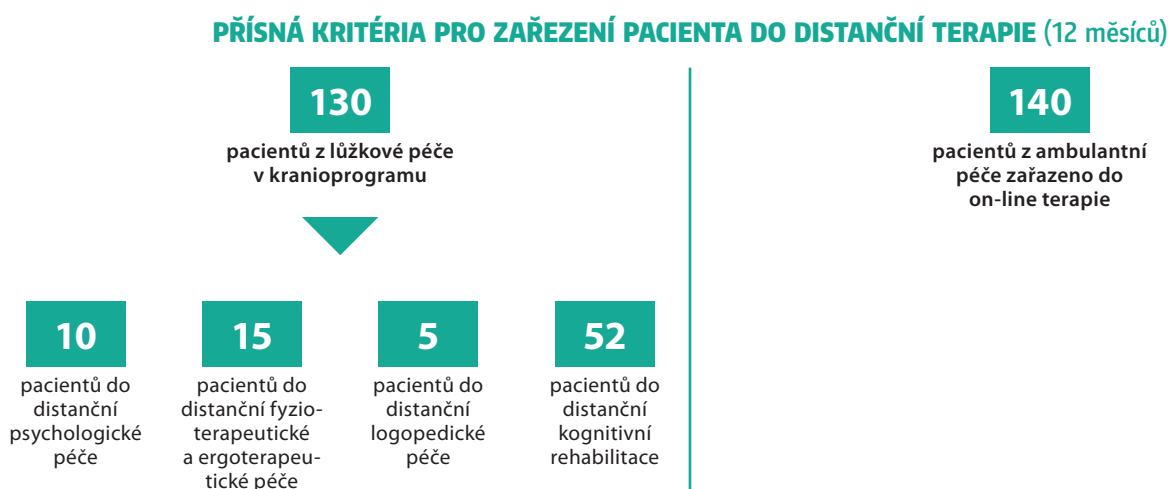 PŘÍSNÁ KRITÉRIA PRO ZAŘEZENÍ PACIENTA DO DISTANČNÍ TERAPIE (12 měsíců)
130
pacientů z lůžkové péče
v kranioprogramu
140
pacientů z ambulantní
péče zařazeno do
on-line terapie
10
pacientů do
distanční
psychologické
péče
15
pacientů do
distanční fyzio-
terapeutické
a ergoterapeu-
tické péče
5
pacientů do
distanční
logopedické
péče
52
pacientů do
distanční
kognitivní
rehabilitace